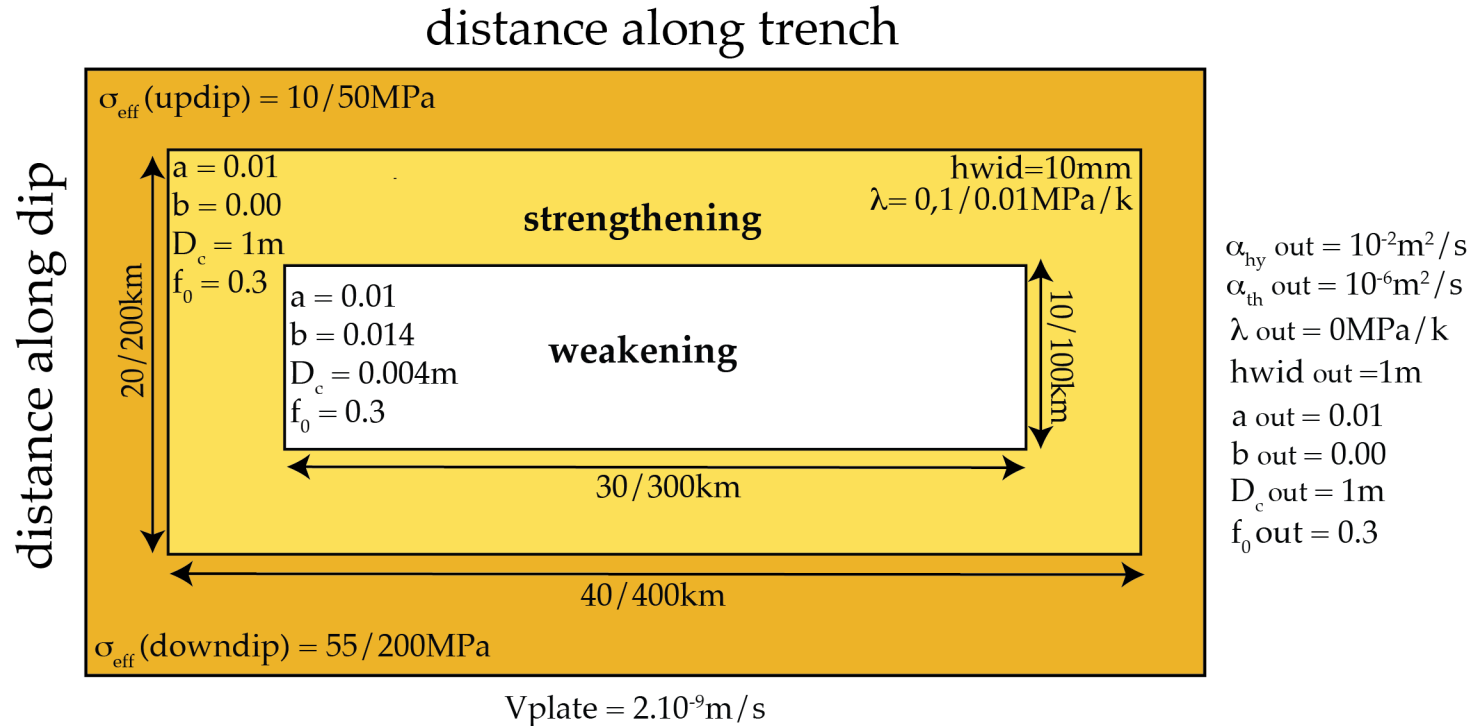 distance along trench
distance along dip
σeff (updip) = 10/50MPa
a = 0.01
b = 0.00
Dc = 1m
f0 = 0.3
hwid=10mm
λ= 0,1/0.01MPa/k
strengthening
20/200km
a = 0.01
b = 0.014
Dc = 0.004m
f0 = 0.3
weakening
10/100km
30/300km
40/400km
σeff (downdip) = 55/200MPa
αhy out = 10⁻²m²/s
αth out = 10⁻⁶m²/s
λ out = 0MPa/k
hwid out =1m
a out = 0.01
b out = 0.00
Dc out = 1m
f0 out = 0.3
Vplate = 2.10⁻⁹m/s